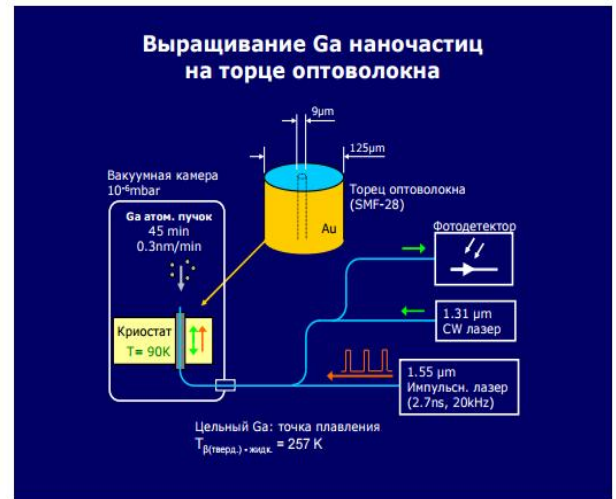 Выращивание Ga наночастиц
на торце оптоволокна
9μm
125μm
Вакуумная камера
10⁻⁶mbar
Торец оптоволокна
(SMF-28)
Ga атом. пучок
45 min
0.3nm/min
Au
Фотодетектор
Криостат
T= 90K
1.31 μm
CW лазер
1.55 μm
Импульсн. лазер
(2.7ns, 20kHz)
Цельный Ga: точка плавления
Tβ(тверд.) - жидк. = 257 K